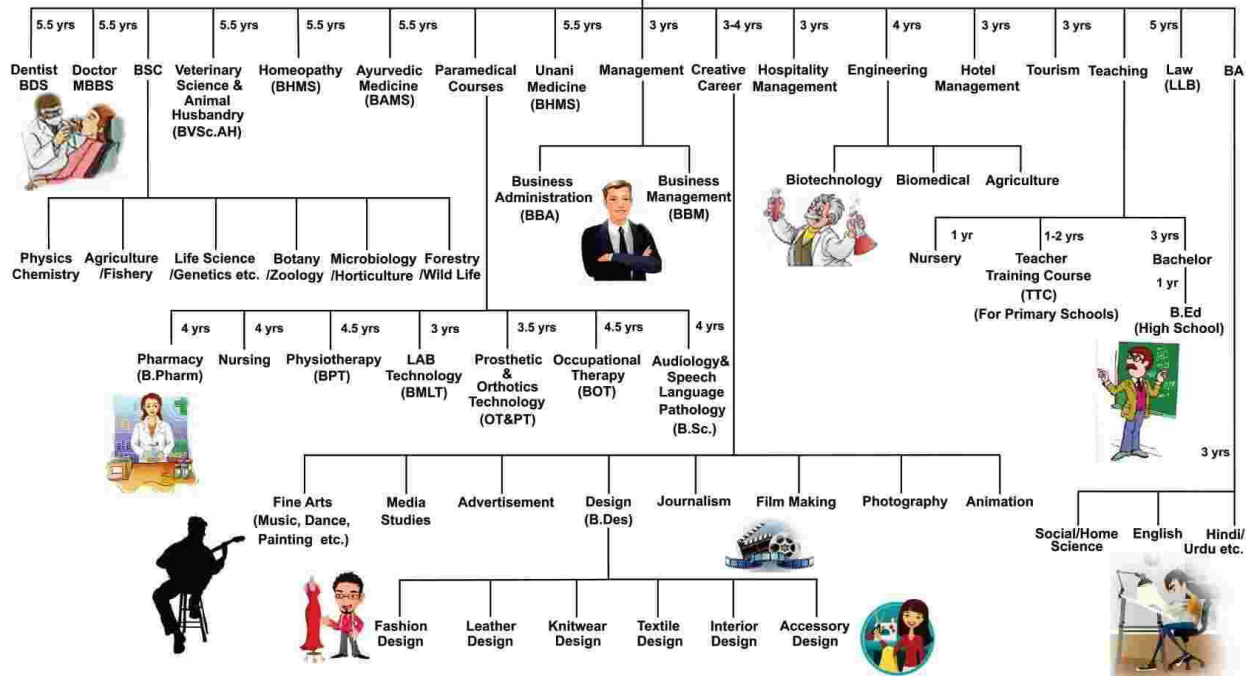 5.5 yrs 5.5 yrs 5.5 yrs 5.5 yrs 5.5 yrs 5.5 yrs 3 yrs 3-4 yrs 3 yrs 4 yrs 3 yrs 3 yrs 5 yrs
Dentist
BDS
Doctor
MBBS
BSC
Veterinary
Science &
Animal
Husbandry
(BVSc.AH)
Homeopathy
(BHMS)
Ayurvedic
Medicine
(BAMS)
Paramedical
Courses
Unani
Medicine
(BHMS)
Management
Creative
Career
Hospitality
Management
Engineering
Hotel
Management
Tourism
Teaching
Law
(LLB)
BA
Business
Administration
(BBA)
Business
Management
(BBM)
Biotechnology
Biomedical
Agriculture
1 yr
Nursery
1-2 yrs
Teacher
Training Course
(TTC)
(For Primary Schools)
3 yrs
Bachelor
1 yr
B.Ed
(High School)
Physics
Chemistry
Agriculture
/Fishery
Life Science
/Genetics etc.
Botany
/Zoology
Microbiology
/Horticulture
Forestry
/Wild Life
4 yrs 4 yrs 4.5 yrs 3 yrs 3.5 yrs 4.5 yrs 4 yrs
Pharmacy
(B.Pharm)
Nursing
Physiotherapy
(BPT)
LAB
Technology
(BMLT)
Prosthetic
&
Orthotics
Technology
(OT&PT)
Occupational
Therapy
(BOT)
Audiology&
Speech
Language
Pathology
(B.Sc.)
3 yrs
Fine Arts
(Music, Dance,
Painting etc.)
Media
Studies
Advertisement
Design
(B.Des)
Journalism
Film Making
Photography
Animation
Social/Home
Science
English
Hindi/
Urdu etc.
Fashion
Design
Leather
Design
Knitwear
Design
Textile
Design
Interior
Design
Accessory
Design